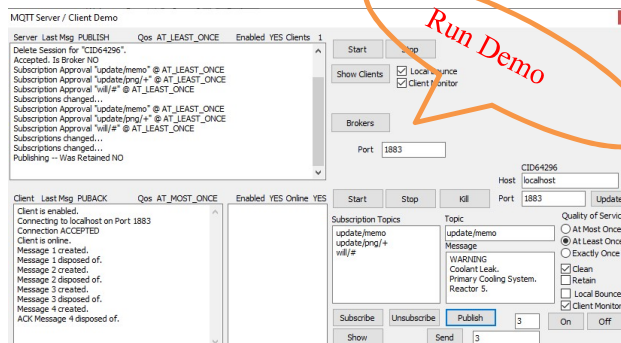 MQTT Server / Client Demo
Run Demo
Server Last Msg PUBLISH Qos AT_LEAST_ONCE Enabled YES Clients 1
Delete Session for "CID64296".
Accepted. Is Broker NO
Subscription Approval "update/memo" @ AT_LEAST_ONCE
Subscription Approval "update/png/+" @ AT_LEAST_ONCE
Subscription Approval "will/#" @ AT_LEAST_ONCE
Subscriptions changed...
Subscription Approval "update/memo" @ AT_LEAST_ONCE
Subscription Approval "update/png/+" @ AT_LEAST_ONCE
Subscription Approval "will/#" @ AT_LEAST_ONCE
Subscriptions changed...
Subscriptions changed...
Publishing -- Was Retained NO
Start Stop
Show Clients
Local Bounce
Client Monitor
Brokers
Port 1883
CID64296
Host localhost
Client Last Msg PUBACK Qos AT_MOST_ONCE Enabled YES Online YES
Client is enabled.
Connecting to localhost on Port 1883
Connection ACCEPTED
Client is online.
Message 1 created.
Message 1 disposed of.
Message 2 created.
Message 2 disposed of.
Message 3 created.
Message 3 disposed of.
Message 4 created.
ACK Message 4 disposed of.
Start Stop Kill Port 1883 Update
Subscription Topics
update/memo
update/png/+
will/#
Topic
update/memo
Message
WARNING
Coolant Leak.
Primary Cooling System.
Reactor 5.
Quality of Servic
At Most Once
At Least Once
Exactly Once
Clean
Retain
Local Bounce
Client Monitor
Subscribe Unsubscribe Publish 3 On Off
Show Send 3